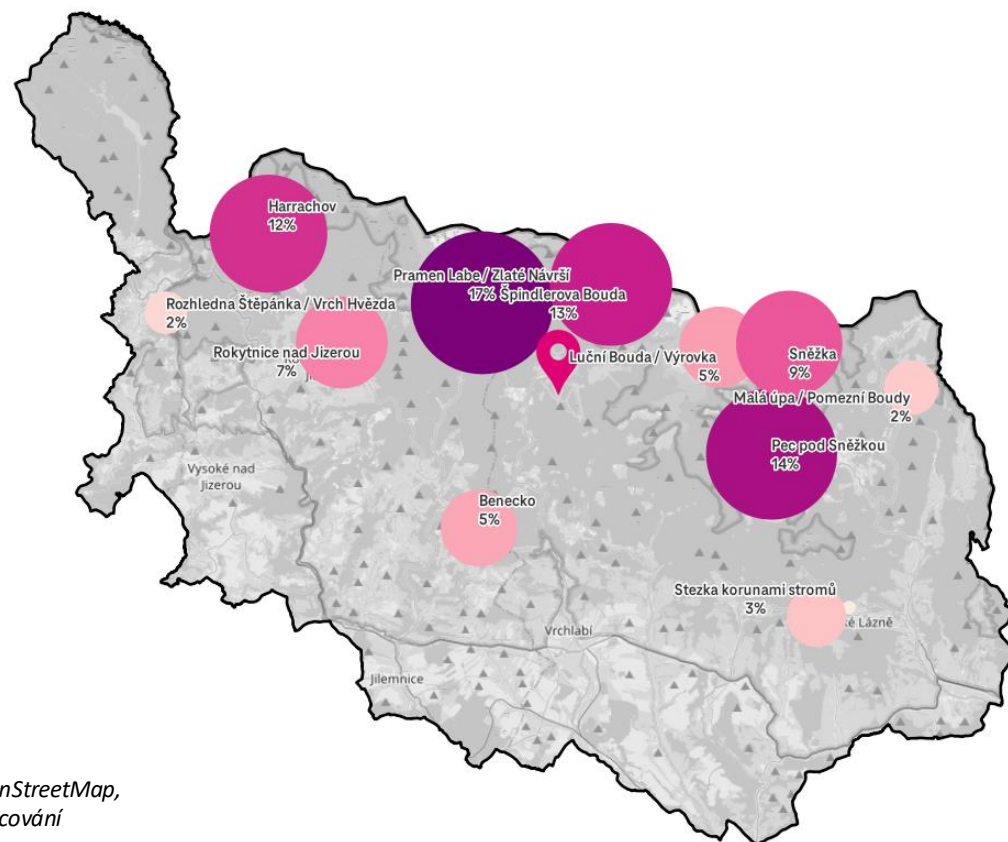 Harrachov
12%
Pramen Labe / Zlaté Návrší
17%
Špindlerova Bouda
13%
Rozhledna Štěpánka / Vrch Hvězda
2%
Rokytnice nad Jizerou
7%
Luční Bouda / Výrovka
5%
Sněžka
9%
Malá úpa / Pomezní Boudy
2%
Pec pod Sněžkou
14%
Vysoké nad
Jizerou
Benecko
5%
Stezka korunami stromů
3%
ké Lázně
Vrchlabí
Jilemnice
nStreetMap,
cování